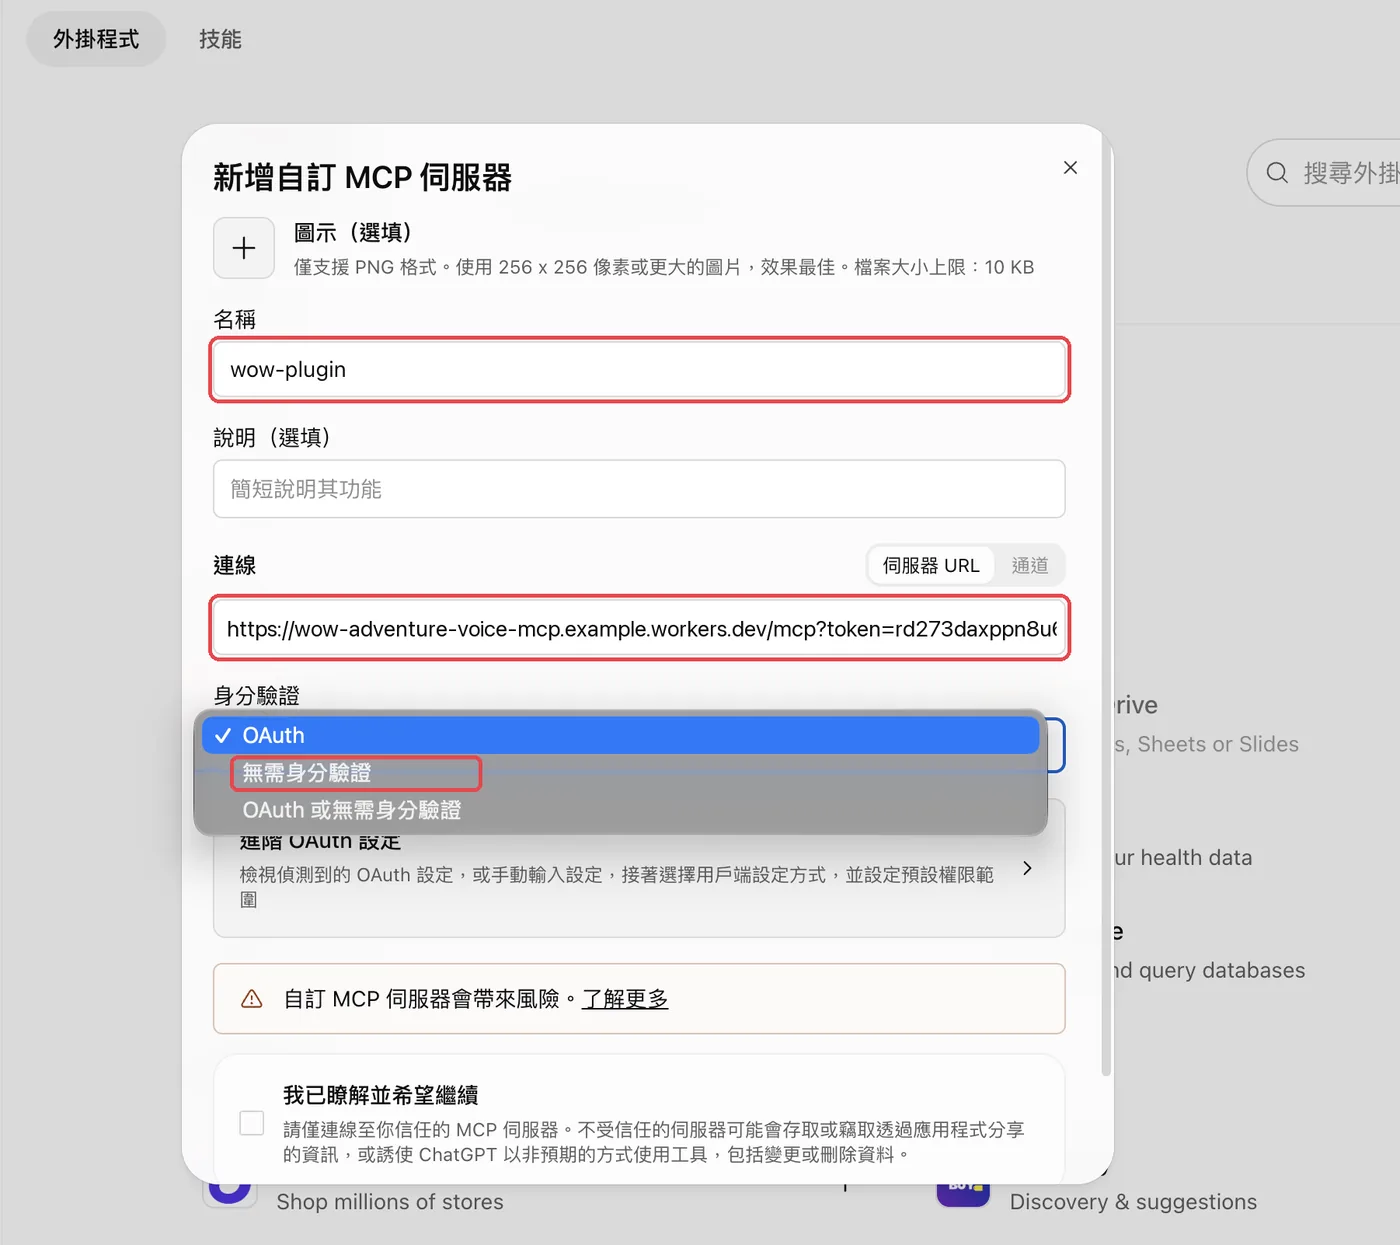 外掛程式
技能
搜尋外掛
新增自訂 MCP 伺服器
圖示（選填）
僅支援 PNG 格式。使用 256 x 256 像素或更大的圖片，效果最佳。檔案大小上限：10 KB
名稱
wow-plugin
說明（選填）
簡短說明其功能
連線
伺服器 URL
通道
https://wow-adventure-voice-mcp.example.workers.dev/mcp?token=rd273daxppn8u6
身分驗證
✓ OAuth
無需身分驗證
OAuth 或無需身分驗證
進階 OAuth 設定
檢視偵測到的 OAuth 設定，或手動輸入設定，接著選擇用戶端設定方式，並設定預設權限範
圍
自訂 MCP 伺服器會帶來風險。了解更多
我已瞭解並希望繼續
請僅連線至你信任的 MCP 伺服器。不受信任的伺服器可能會存取或竊取透過應用程式分享
的資訊，或誘使 ChatGPT 以非預期的方式使用工具，包括變更或刪除資料。
rive
s, Sheets or Slides
ur health data
e
nd query databases
Shop millions of stores
Discovery & suggestions